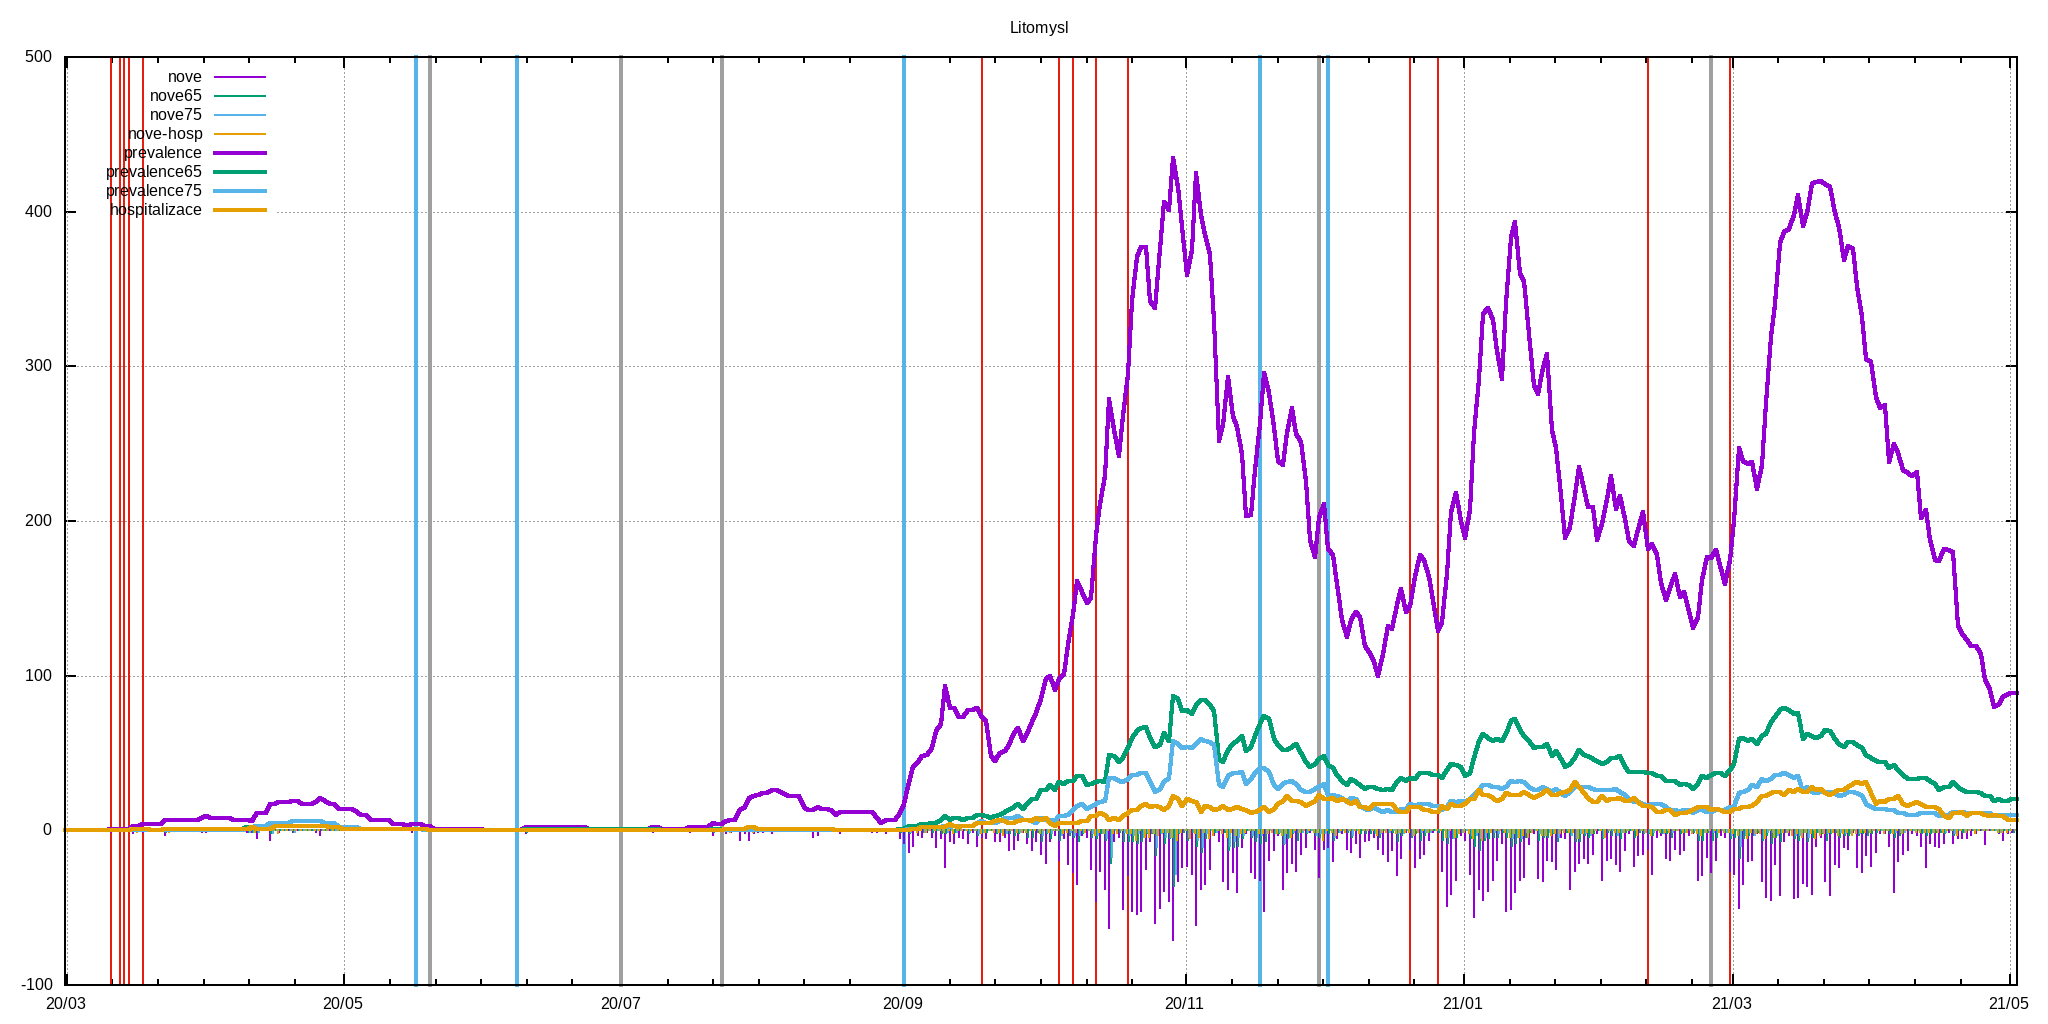 Litomysl
500
nove
nove65
nove75
nove-hosp
prevalence
prevalence65
prevalence75
hospitalizace
400
300
200
100
0
-100
20/03 20/05 20/07 20/09 20/11 21/01 21/03 21/05